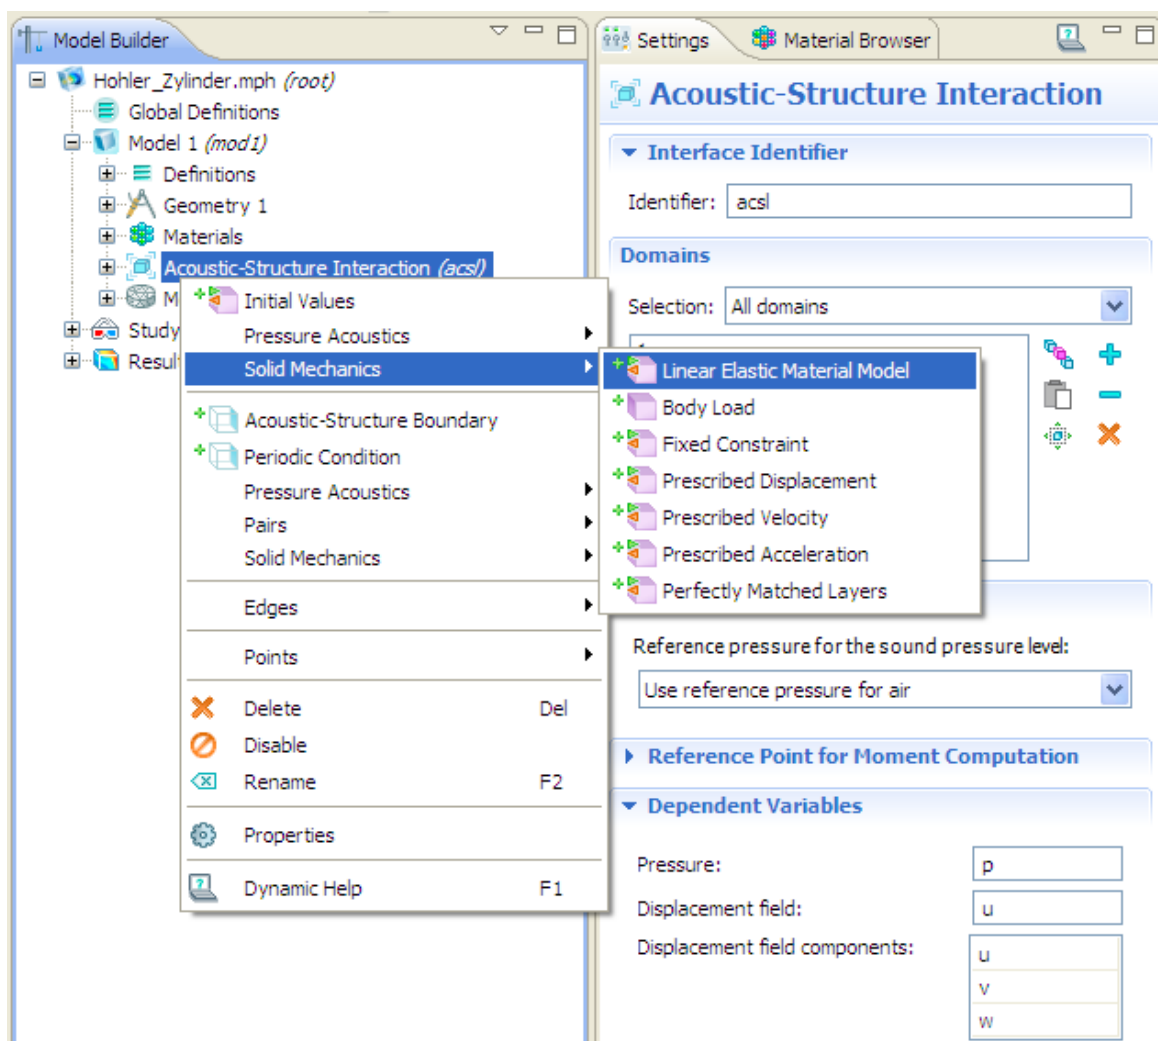 Model Builder
Hohler_Zylinder.mph (root)
Global Definitions
Model 1 (mod1)
Definitions
Geometry 1
Materials
Acoustic-Structure Interaction (acsl)
M
Study
Resul
Initial Values
Pressure Acoustics
Solid Mechanics
Acoustic-Structure Boundary
Periodic Condition
Pressure Acoustics
Pairs
Solid Mechanics
Edges
Points
Delete Del
Disable
Rename F2
Properties
Dynamic Help F1
Linear Elastic Material Model
Body Load
Fixed Constraint
Prescribed Displacement
Prescribed Velocity
Prescribed Acceleration
Perfectly Matched Layers
Settings Material Browser
Acoustic-Structure Interaction
Interface Identifier
Identifier: acsl
Domains
Selection: All domains
Reference pressure for the sound pressure level:
Use reference pressure for air
Reference Point for Moment Computation
Dependent Variables
Pressure: p
Displacement field: u
Displacement field components: u
v
w